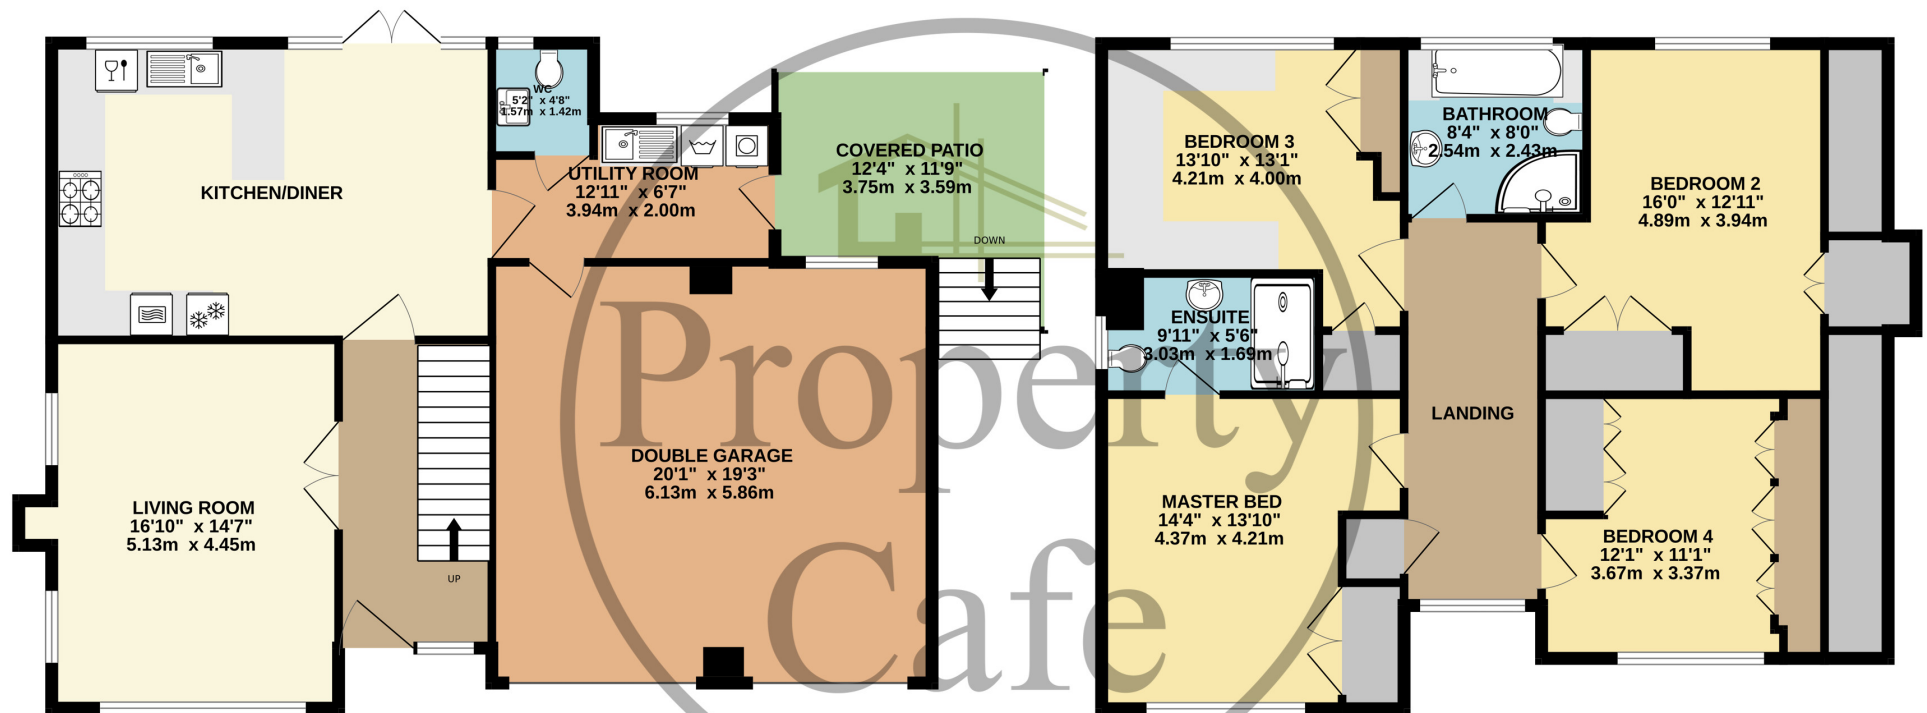 WC
5'2" x 4'8"
1.57m x 1.42m
KITCHEN/DINER
UTILITY ROOM
12'11" x 6'7"
3.94m x 2.00m
COVERED PATIO
12'4" x 11'9"
3.75m x 3.59m
DOWN
LIVING ROOM
16'10" x 14'7"
5.13m x 4.45m
UP
DOUBLE GARAGE
20'1" x 19'3"
6.13m x 5.86m
BEDROOM 3
13'10" x 13'1"
4.21m x 4.00m
BATHROOM
8'4" x 8'0"
2.54m x 2.43m
BEDROOM 2
16'0" x 12'11"
4.89m x 3.94m
ENSUITE
9'11" x 5'6"
3.03m x 1.69m
LANDING
MASTER BED
14'4" x 13'10"
4.37m x 4.21m
BEDROOM 4
12'1" x 11'1"
3.67m x 3.37m
Property
Cafe